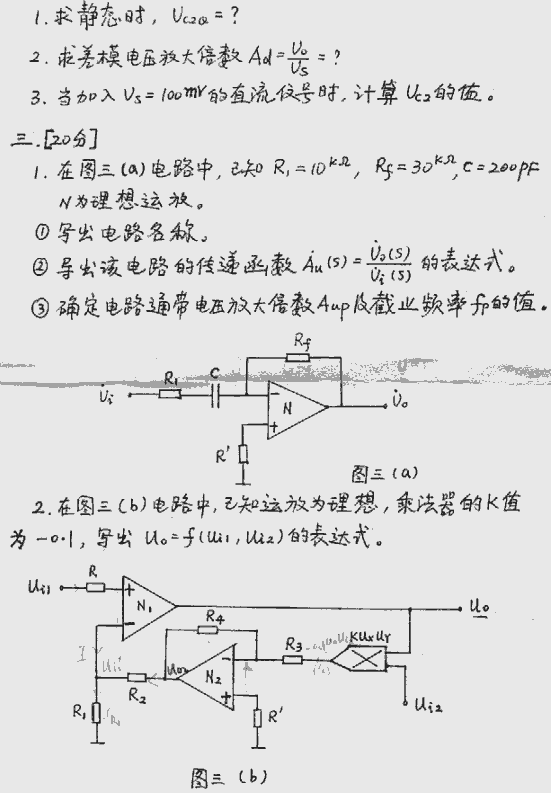 1. 求静态时, Uc2Q = ?
2. 求差模电压放大倍数 Ad = Uo/Us = ?
3. 当加入 Us = 100mV 的直流信号时, 计算 Uc2 的值。
三.[20分]
1. 在图三(a)电路中, 已知 R₁ = 10kΩ, Rf = 30kΩ, C = 200pF
N为理想运放。
① 写出电路名称。
② 导出该电路的传递函数 Au(s) = Uo(s)/Ui(s) 的表达式。
③ 确定电路通带电压放大倍数 Aup 及截止频率 fp 的值。
Rf
R₁ C
U̇i - N U̇o
+
R'
图三(a)
2. 在图三(b)电路中, 已知运放为理想, 乘法器的K值
为 -0.1, 写出 Uo = f(Ui1, Ui2) 的表达式。
Ui1 R + N₁ Uo
-
R4 R3 KUxUy
R2 Uo2 N₂ - +
R₁ R' Ui2
图三(b)